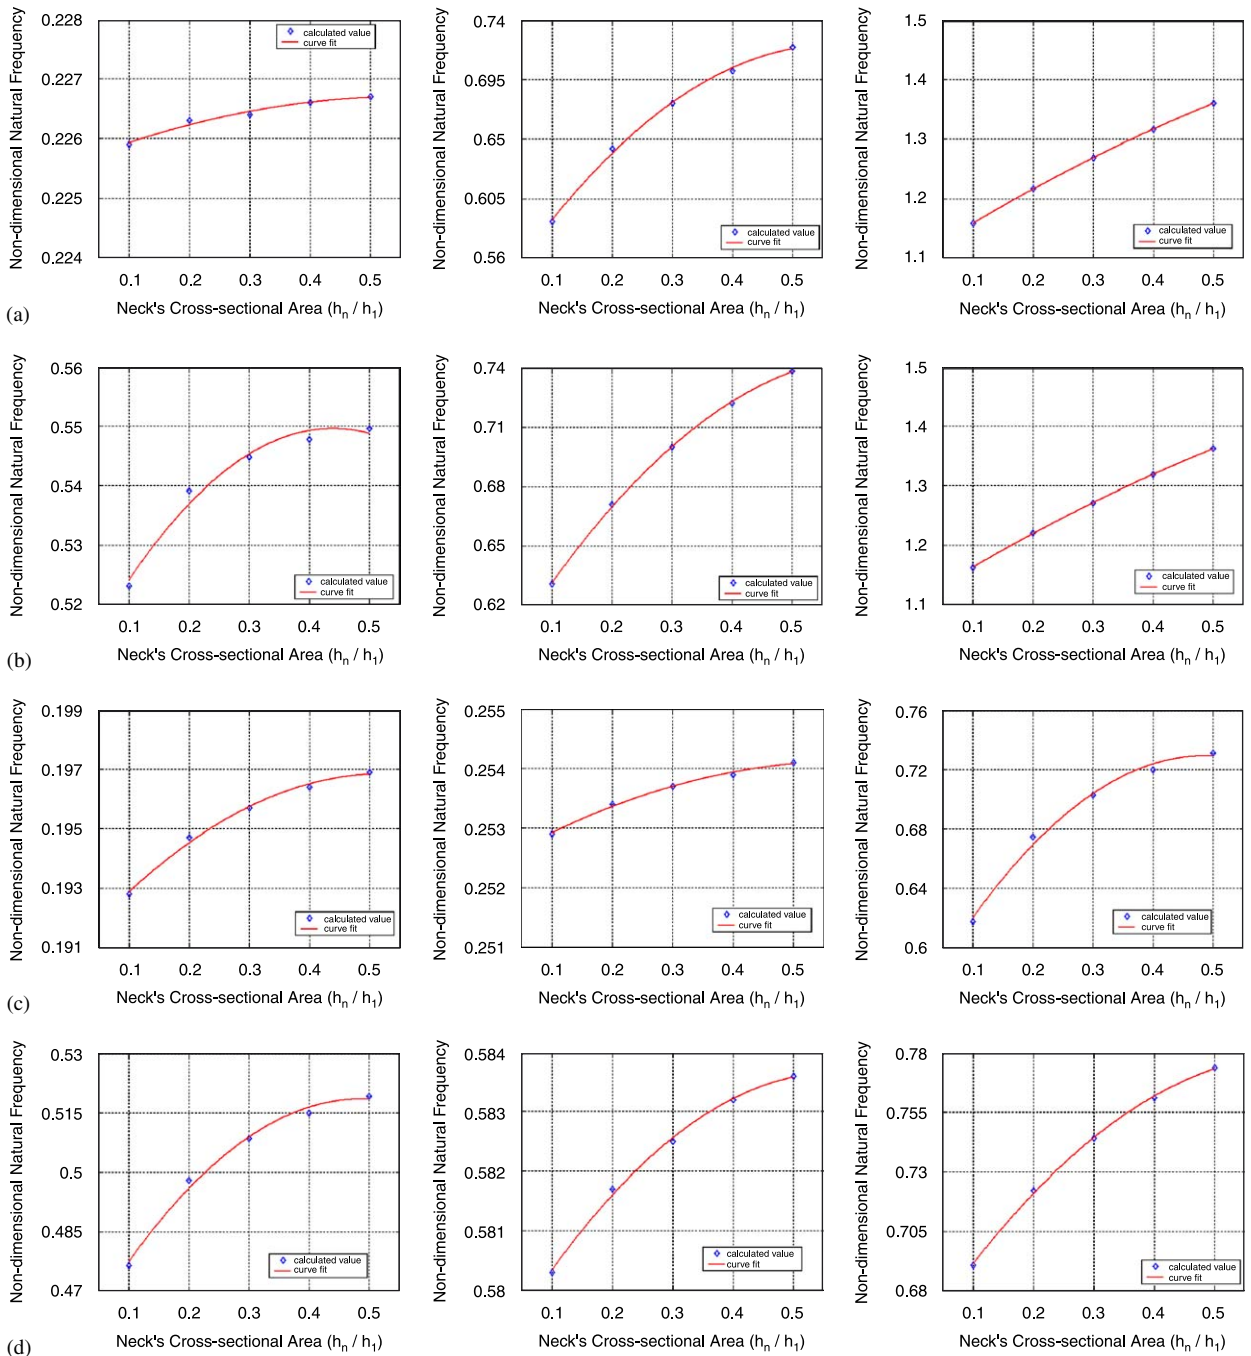 Non-dimensional Natural Frequency
0.228
0.227
0.226
0.225
0.224
calculated value
curve fit
0.1 0.2 0.3 0.4 0.5
Neck's Cross-sectional Area (hn / h1)
Non-dimensional Natural Frequency
0.74
0.695
0.65
0.605
0.56
calculated value
curve fit
0.1 0.2 0.3 0.4 0.5
Neck's Cross-sectional Area (hn / h1)
Non-dimensional Natural Frequency
1.5
1.4
1.3
1.2
1.1
calculated value
curve fit
0.1 0.2 0.3 0.4 0.5
Neck's Cross-sectional Area (hn / h1)
(a)
Non-dimensional Natural Frequency
0.56
0.55
0.54
0.53
0.52
calculated value
curve fit
0.1 0.2 0.3 0.4 0.5
Neck's Cross-sectional Area (hn / h1)
Non-dimensional Natural Frequency
0.74
0.71
0.68
0.65
0.62
calculated value
curve fit
0.1 0.2 0.3 0.4 0.5
Neck's Cross-sectional Area (hn / h1)
Non-dimensional Natural Frequency
1.5
1.4
1.3
1.2
1.1
calculated value
curve fit
0.1 0.2 0.3 0.4 0.5
Neck's Cross-sectional Area (hn / h1)
(b)
Non-dimensional Natural Frequency
0.199
0.197
0.195
0.193
0.191
calculated value
curve fit
0.1 0.2 0.3 0.4 0.5
Neck's Cross-sectional Area (hn / h1)
Non-dimensional Natural Frequency
0.255
0.254
0.253
0.252
0.251
calculated value
curve fit
0.1 0.2 0.3 0.4 0.5
Neck's Cross-sectional Area (hn / h1)
Non-dimensional Natural Frequency
0.76
0.72
0.68
0.64
0.6
calculated value
curve fit
0.1 0.2 0.3 0.4 0.5
Neck's Cross-sectional Area (hn / h1)
(c)
Non-dimensional Natural Frequency
0.53
0.515
0.5
0.485
0.47
calculated value
curve fit
0.1 0.2 0.3 0.4 0.5
Neck's Cross-sectional Area (hn / h1)
Non-dimensional Natural Frequency
0.584
0.583
0.582
0.581
0.58
calculated value
curve fit
0.1 0.2 0.3 0.4 0.5
Neck's Cross-sectional Area (hn / h1)
Non-dimensional Natural Frequency
0.78
0.755
0.73
0.705
0.68
calculated value
curve fit
0.1 0.2 0.3 0.4 0.5
Neck's Cross-sectional Area (hn / h1)
(d)